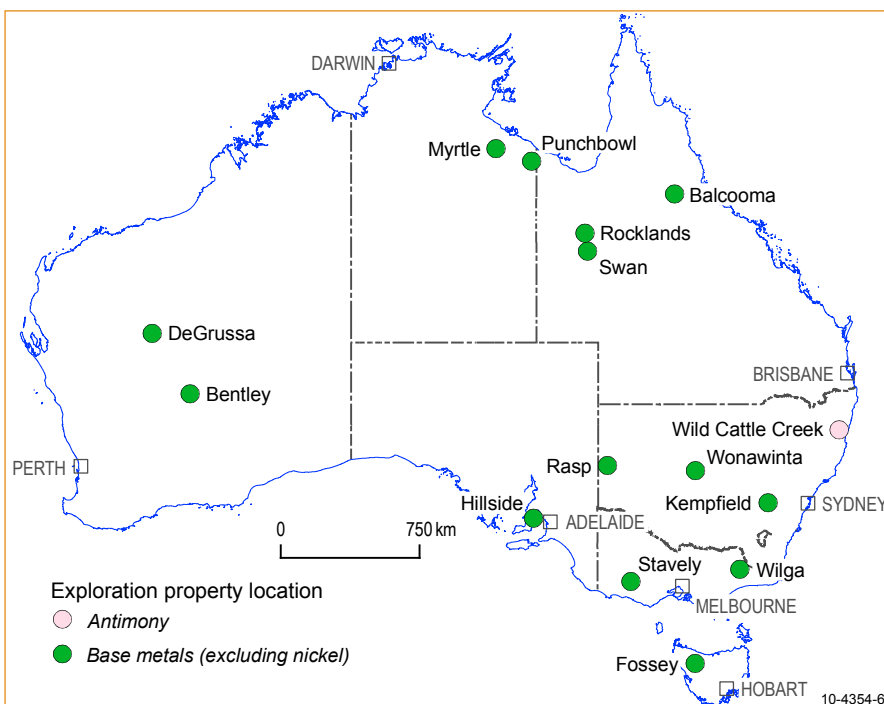 DARWIN
Myrtle
Punchbowl
Balcooma
Rocklands
Swan
DeGrussa
BRISBANE
Bentley
Wild Cattle Creek
Wonawinta
Rasp
PERTH
Kempfield
SYDNEY
Hillside
ADELAIDE
0 750 km
Stavely
Wilga
MELBOURNE
Exploration property location
Antimony
Base metals (excluding nickel)
Fossey
HOBART
10-4354-6